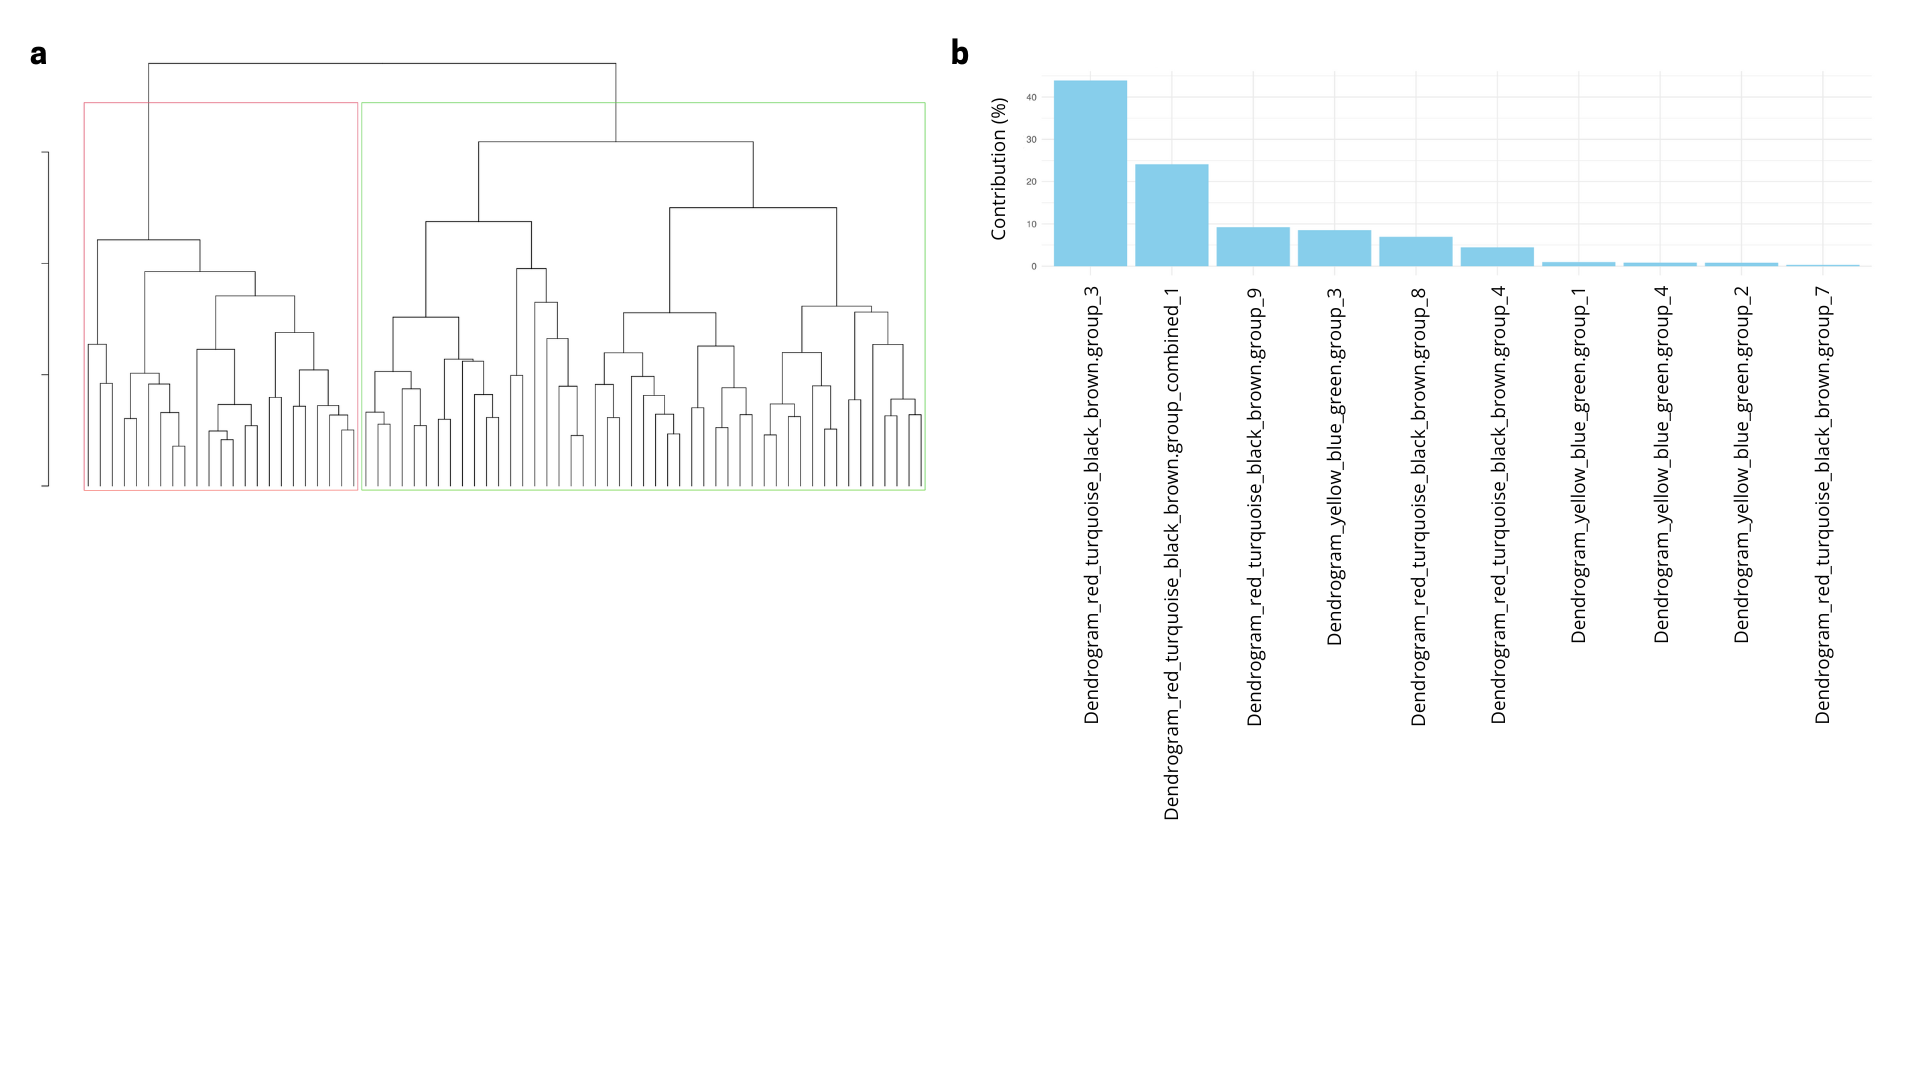 a
b
Contribution (%)
40
30
20
10
0
Dendrogram_red_turquoise_black_brown.group_3
Dendrogram_red_turquoise_black_brown.group_combined_1
Dendrogram_red_turquoise_black_brown.group_9
Dendrogram_yellow_blue_green.group_3
Dendrogram_red_turquoise_black_brown.group_8
Dendrogram_red_turquoise_black_brown.group_4
Dendrogram_yellow_blue_green.group_1
Dendrogram_yellow_blue_green.group_4
Dendrogram_yellow_blue_green.group_2
Dendrogram_red_turquoise_black_brown.group_7